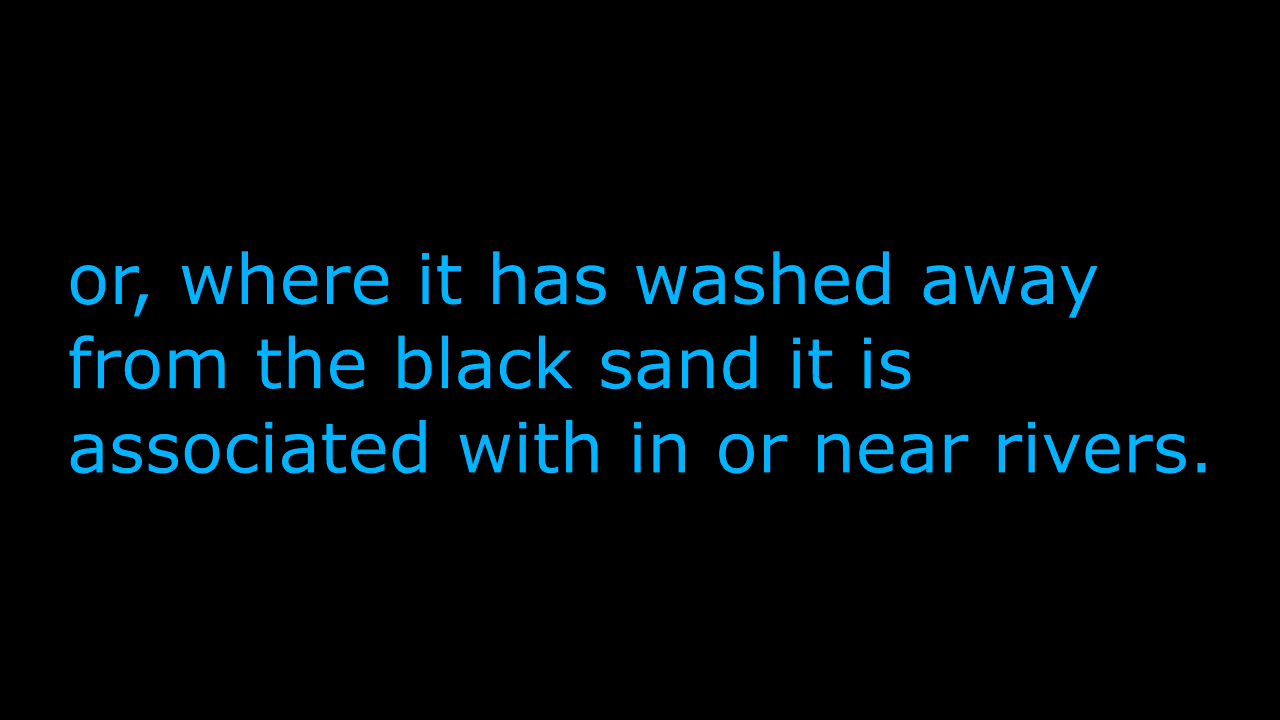 or, where it has washed away
from the black sand it is
associated with in or near rivers.